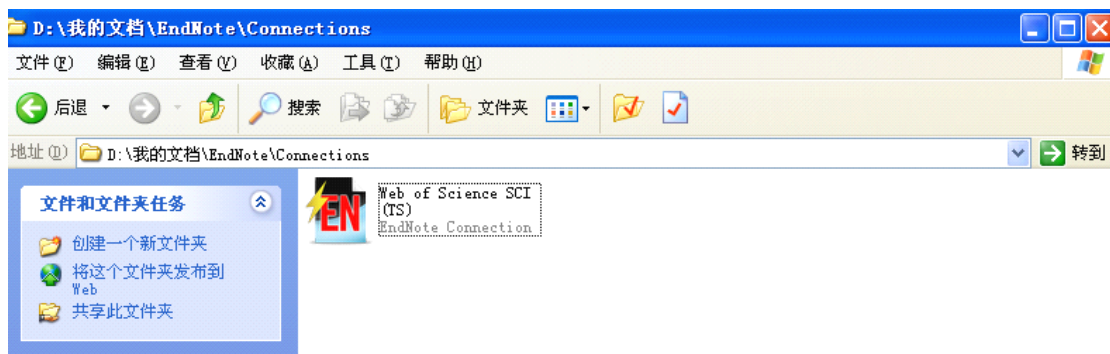 D:\我的文档\EndNote\Connections
文件(F) 编辑(E) 查看(V) 收藏(A) 工具(T) 帮助(H)
后退 搜索 文件夹
地址(D) D:\我的文档\EndNote\Connections 转到
文件和文件夹任务
创建一个新文件夹
将这个文件夹发布到
Web
共享此文件夹
EN
Web of Science SCI
(TS)
EndNote Connection